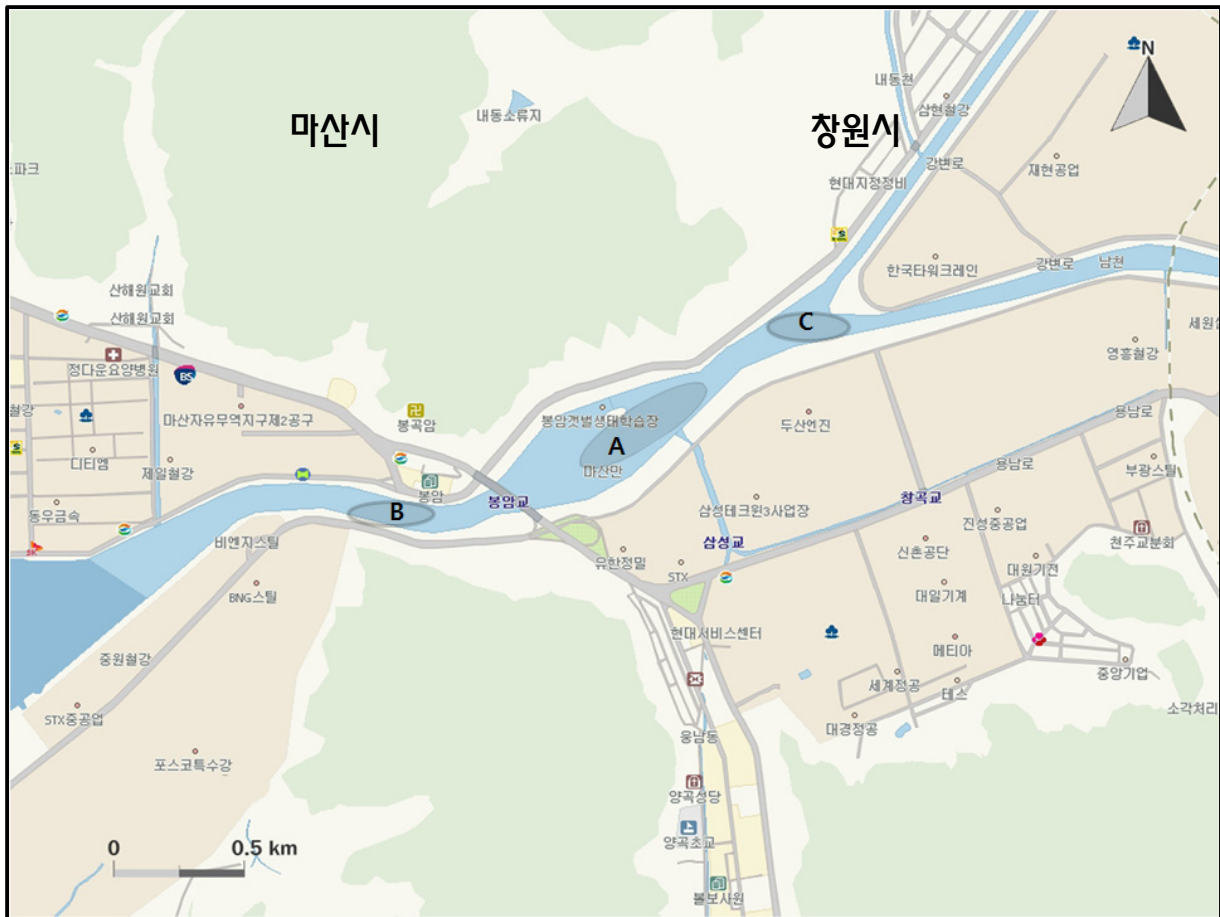 N
내동천
삼현철강
마산시
내동소류지
창원시
스파크
강변로
재현공업
현대지정정비
한국타워크레인
강변로
남천
산해원교회
산해원교회
C
세원
영흥철강
정다운요양병원
BS
철강
마산자유무역지구제2공구
봉곡암
봉암갯벌생태학습장
두산엔진
용남로
A
디티엠
제일철강
마산만
용남로
부광스틸
봉암
봉암교
창곡교
동우금속
B
삼성테크윈3사업장
진성중공업
SK
비엔지스틸
삼성교
신촌공단
천주교분회
유한정밀
STX
대원기전
BNG스틸
대일기계
나눔터
현대서비스센터
메티아
중원철강
세계정공
테스
중앙기업
소각처리
STX중공업
대경정공
웅남동
포스코특수강
양곡성당
양곡초교
0
0.5 km
볼보사원